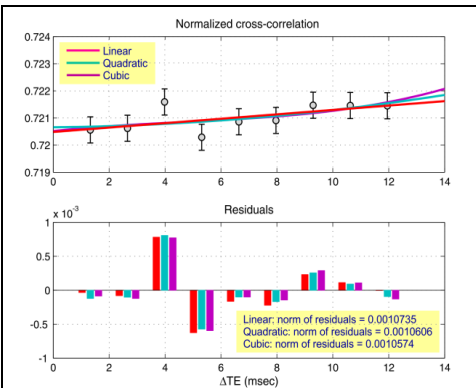 Normalized cross-correlation
0.724
0.723
0.722
0.721
0.72
0.719
Linear
Quadratic
Cubic
0 2 4 6 8 10 12 14
Residuals
x 10⁻³
1
0.5
0
-0.5
-1
Linear: norm of residuals = 0.0010735
Quadratic: norm of residuals = 0.0010606
Cubic: norm of residuals = 0.0010574
0 2 4 6 8 10 12 14
ΔTE (msec)